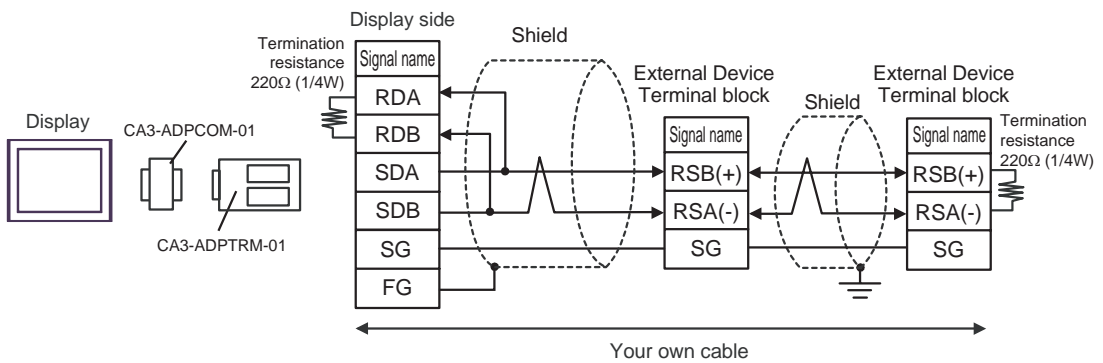 Display
CA3-ADPCOM-01
CA3-ADPTRM-01
Display side
Termination
resistance
220Ω (1/4W)
Signal name
RDA
RDB
SDA
SDB
SG
FG
Shield
External Device
Terminal block
Signal name
RSB(+)
RSA(-)
SG
Shield
External Device
Terminal block
Signal name
RSB(+)
RSA(-)
SG
Termination
resistance
220Ω (1/4W)
Your own cable